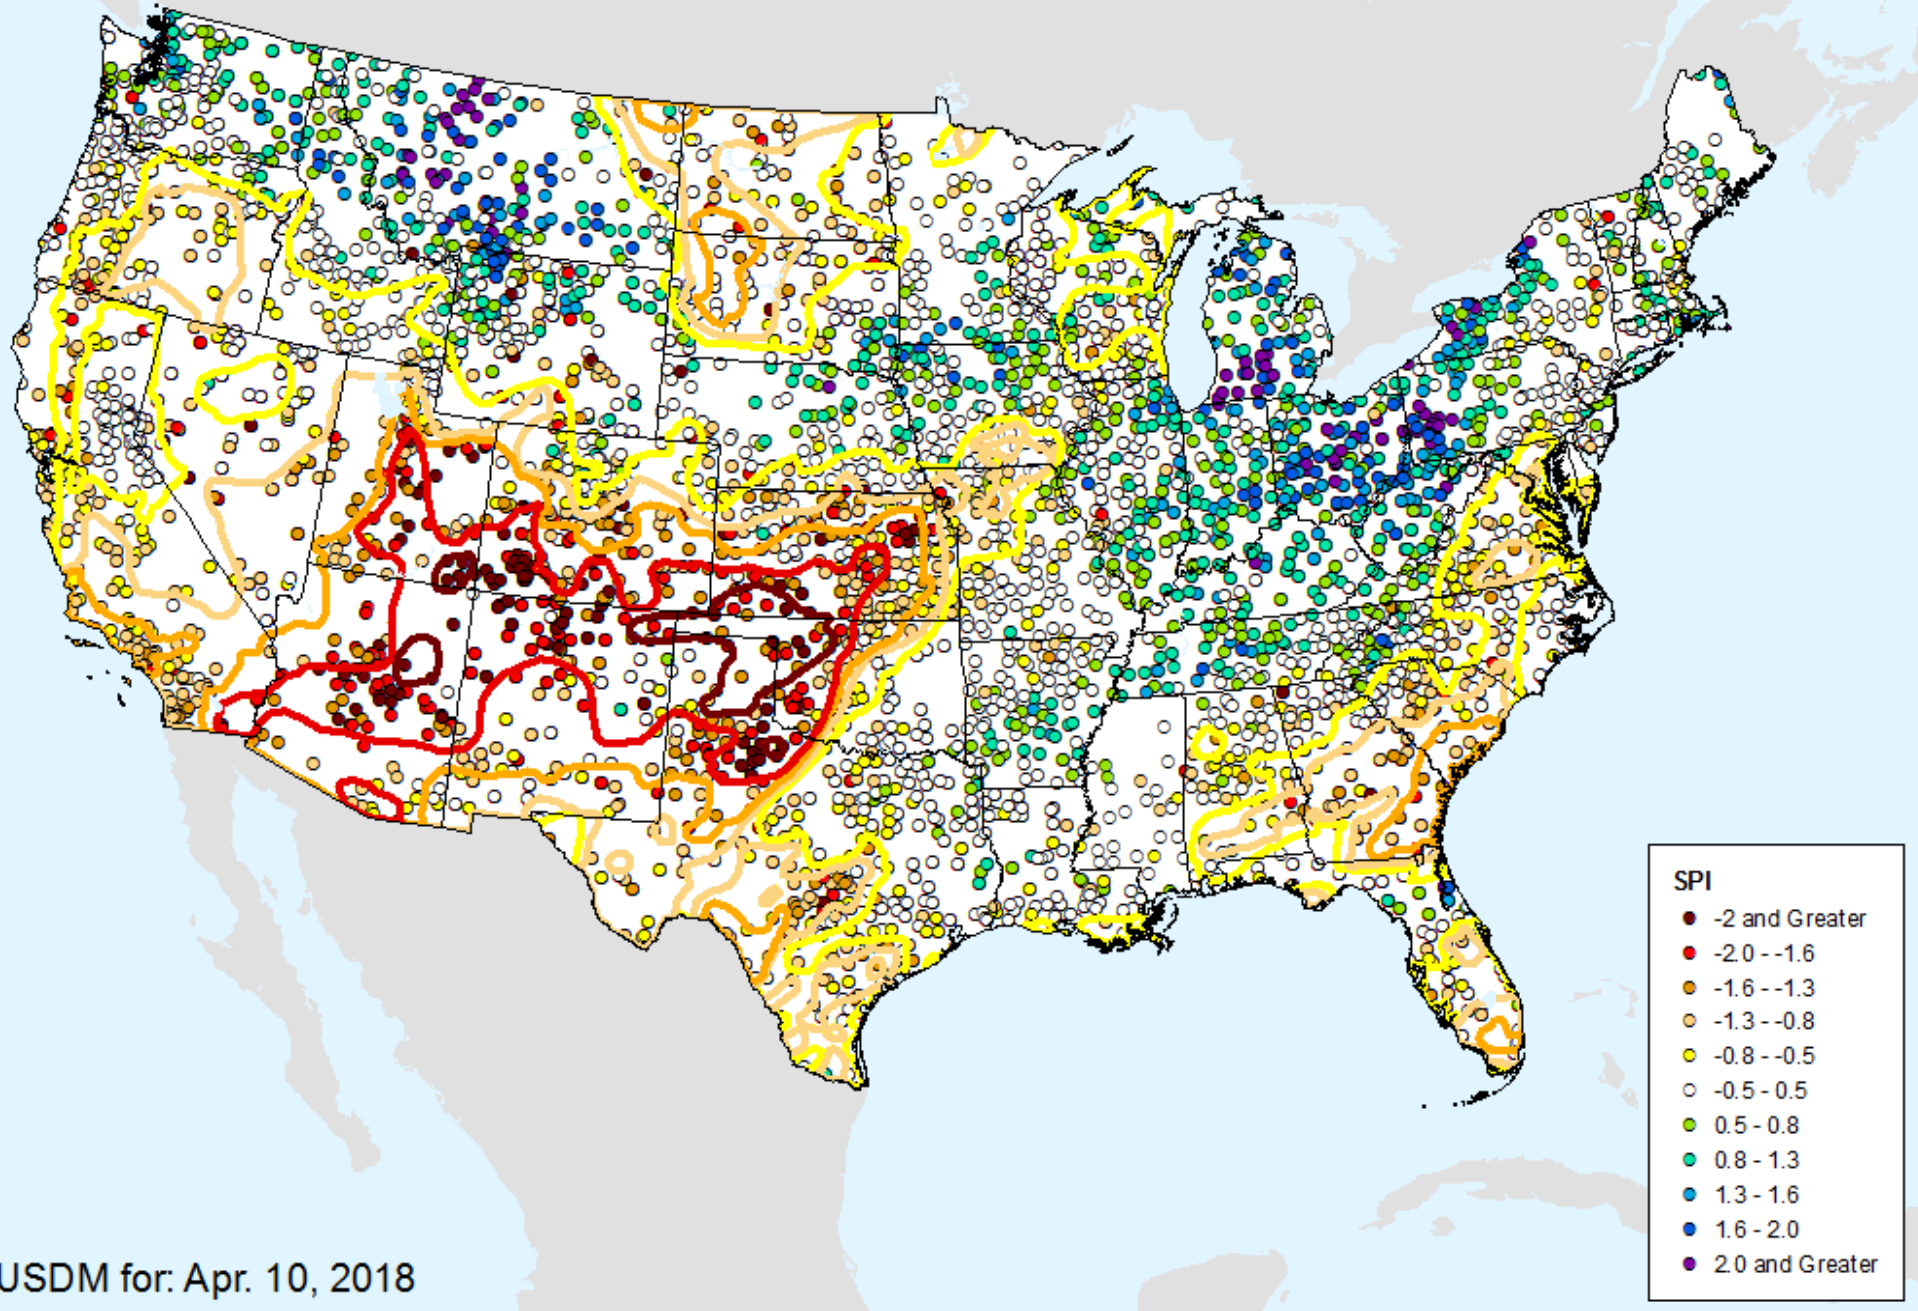 SPI
-2 and Greater
-2.0 - -1.6
-1.6 - -1.3
-1.3 - -0.8
-0.8 - -0.5
-0.5 - 0.5
0.5 - 0.8
0.8 - 1.3
1.3 - 1.6
1.6 - 2.0
2.0 and Greater
USDM for: Apr. 10, 2018